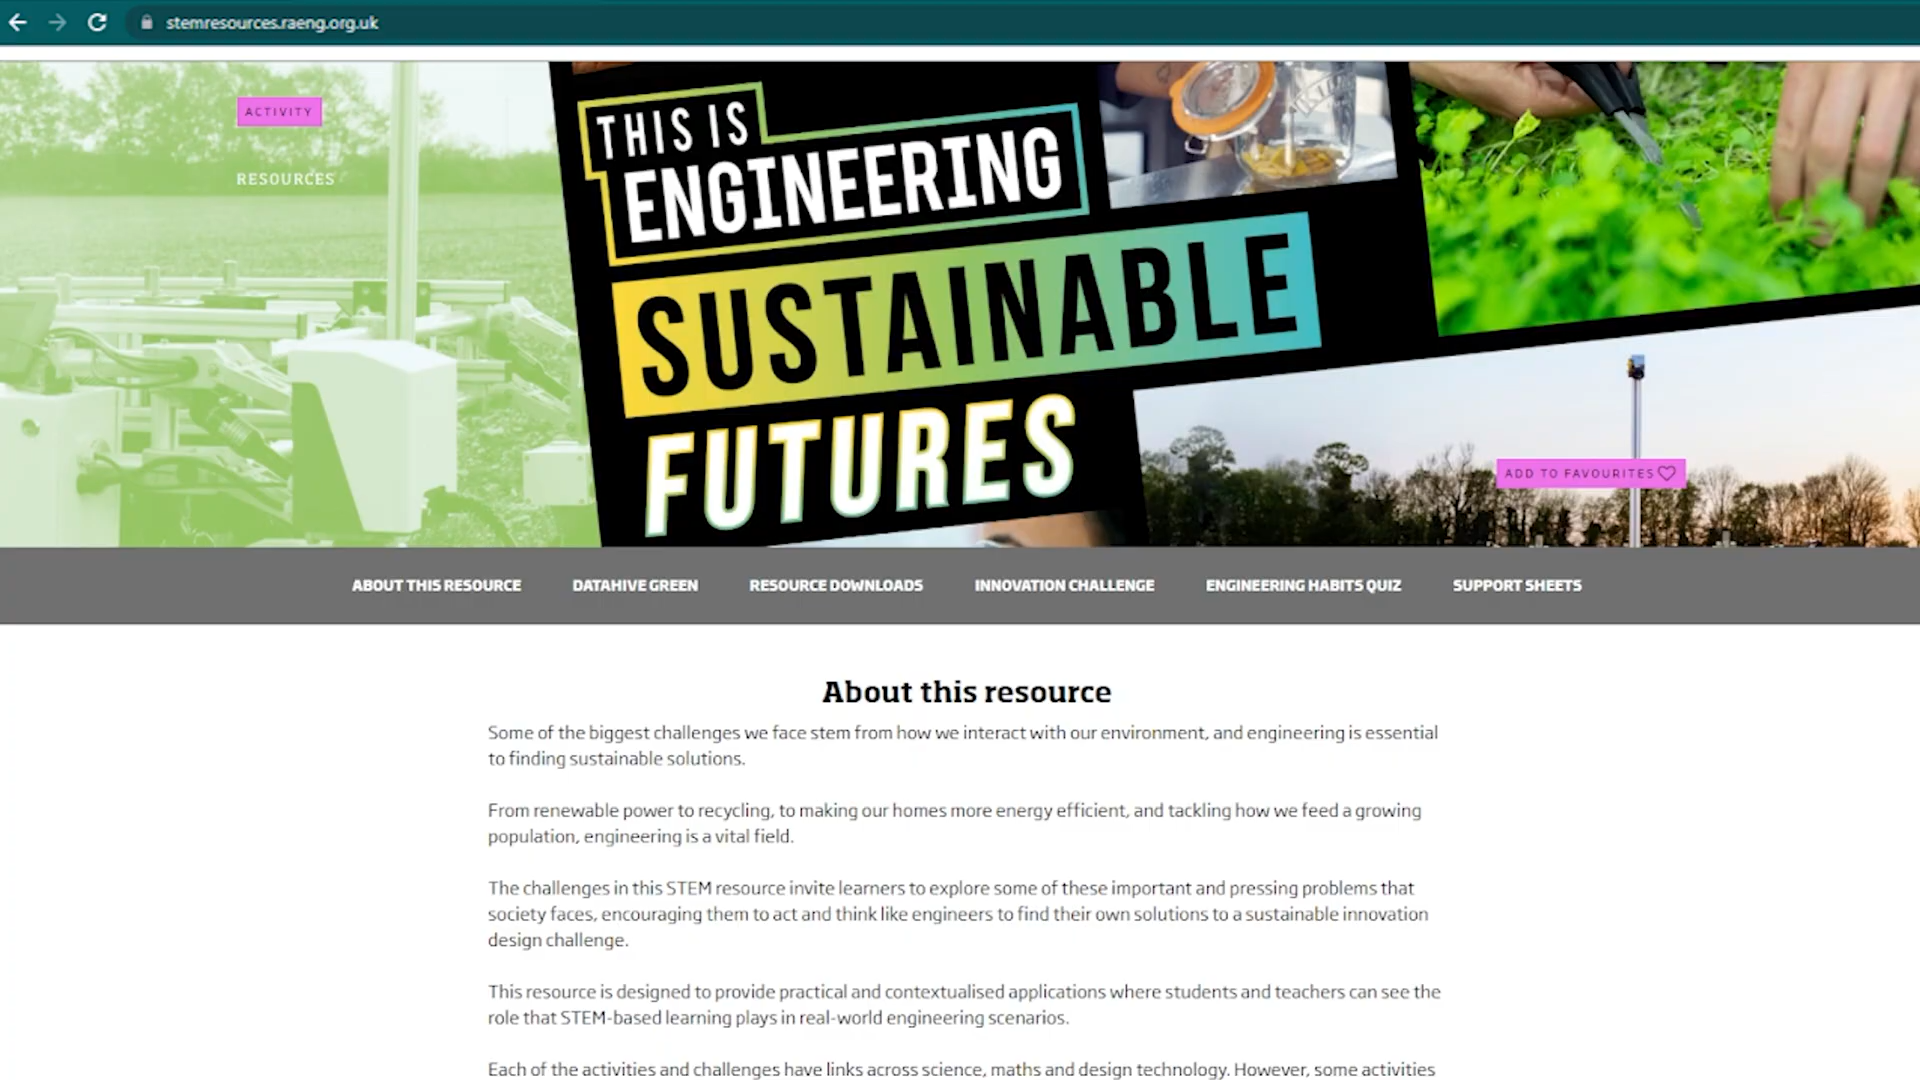 stemresources.raeng.org.uk
ACTIVITY
RESOURCES
THIS IS
ENGINEERING
SUSTAINABLE
FUTURES
ADD TO FAVOURITES
ABOUT THIS RESOURCE DATAHIVE GREEN RESOURCE DOWNLOADS INNOVATION CHALLENGE ENGINEERING HABITS QUIZ SUPPORT SHEETS
About this resource
Some of the biggest challenges we face stem from how we interact with our environment, and engineering is essential
to finding sustainable solutions.
From renewable power to recycling, to making our homes more energy efficient, and tackling how we feed a growing
population, engineering is a vital field.
The challenges in this STEM resource invite learners to explore some of these important and pressing problems that
society faces, encouraging them to act and think like engineers to find their own solutions to a sustainable innovation
design challenge.
This resource is designed to provide practical and contextualised applications where students and teachers can see the
role that STEM-based learning plays in real-world engineering scenarios.
Each of the activities and challenges have links across science, maths and design technology. However, some activities